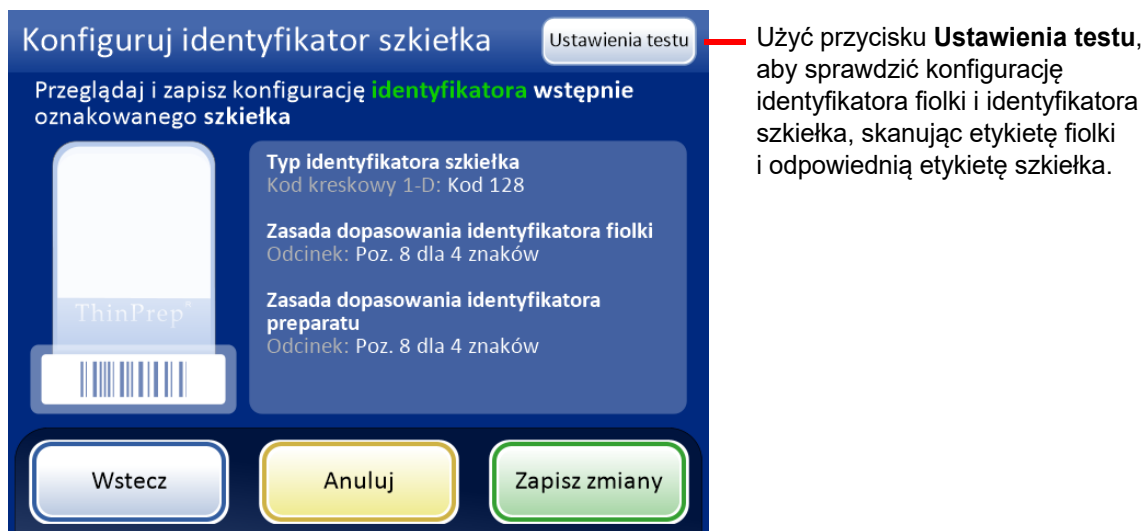 Konfiguruj identyfikator szkiełka
Ustawienia testu
Przeglądaj i zapisz konfigurację identyfikatora wstępnie
oznakowanego szkiełka
ThinPrep®
Typ identyfikatora szkiełka
Kod kreskowy 1-D: Kod 128
Zasada dopasowania identyfikatora fiolki
Odcinek: Poz. 8 dla 4 znaków
Zasada dopasowania identyfikatora
preparatu
Odcinek: Poz. 8 dla 4 znaków
Wstecz
Anuluj
Zapisz zmiany
Użyć przycisku Ustawienia testu,
aby sprawdzić konfigurację
identyfikatora fiolki i identyfikatora
szkiełka, skanując etykietę fiolki
i odpowiednią etykietę szkiełka.